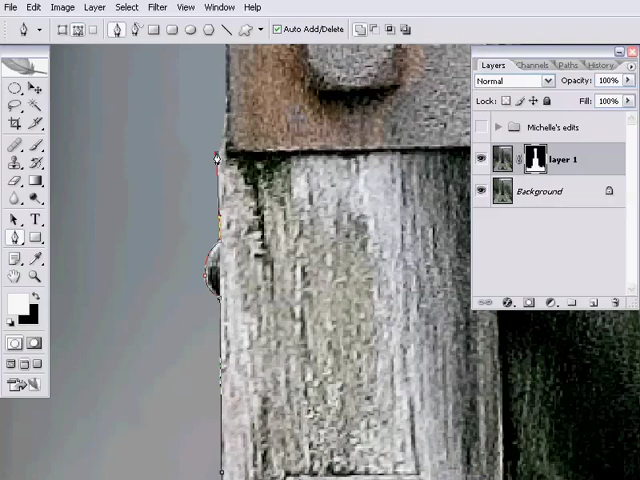 File Edit Image Layer Select Filter View Window Help
Auto Add/Delete
Layers Channels Paths History
Normal Opacity: 100%
Lock: Fill: 100%
Michelle's edits
layer 1
Background
T